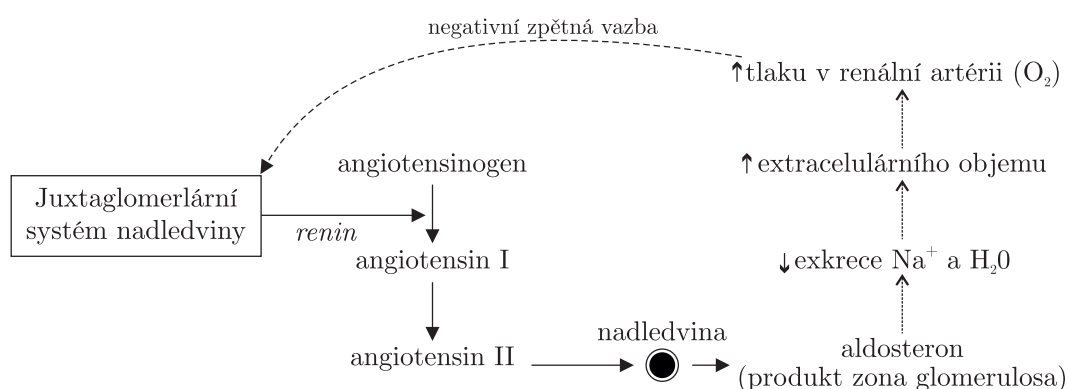 negativní zpětná vazba
↑tlaku v renální artérii (O₂)
angiotensinogen
↑ extracelulárního objemu
Juxtaglomerlární
systém nadledviny
renin
angiotensin I
↓ exkrece Na⁺ a H₂0
nadledvina
angiotensin II
aldosteron
(produkt zona glomerulosa)